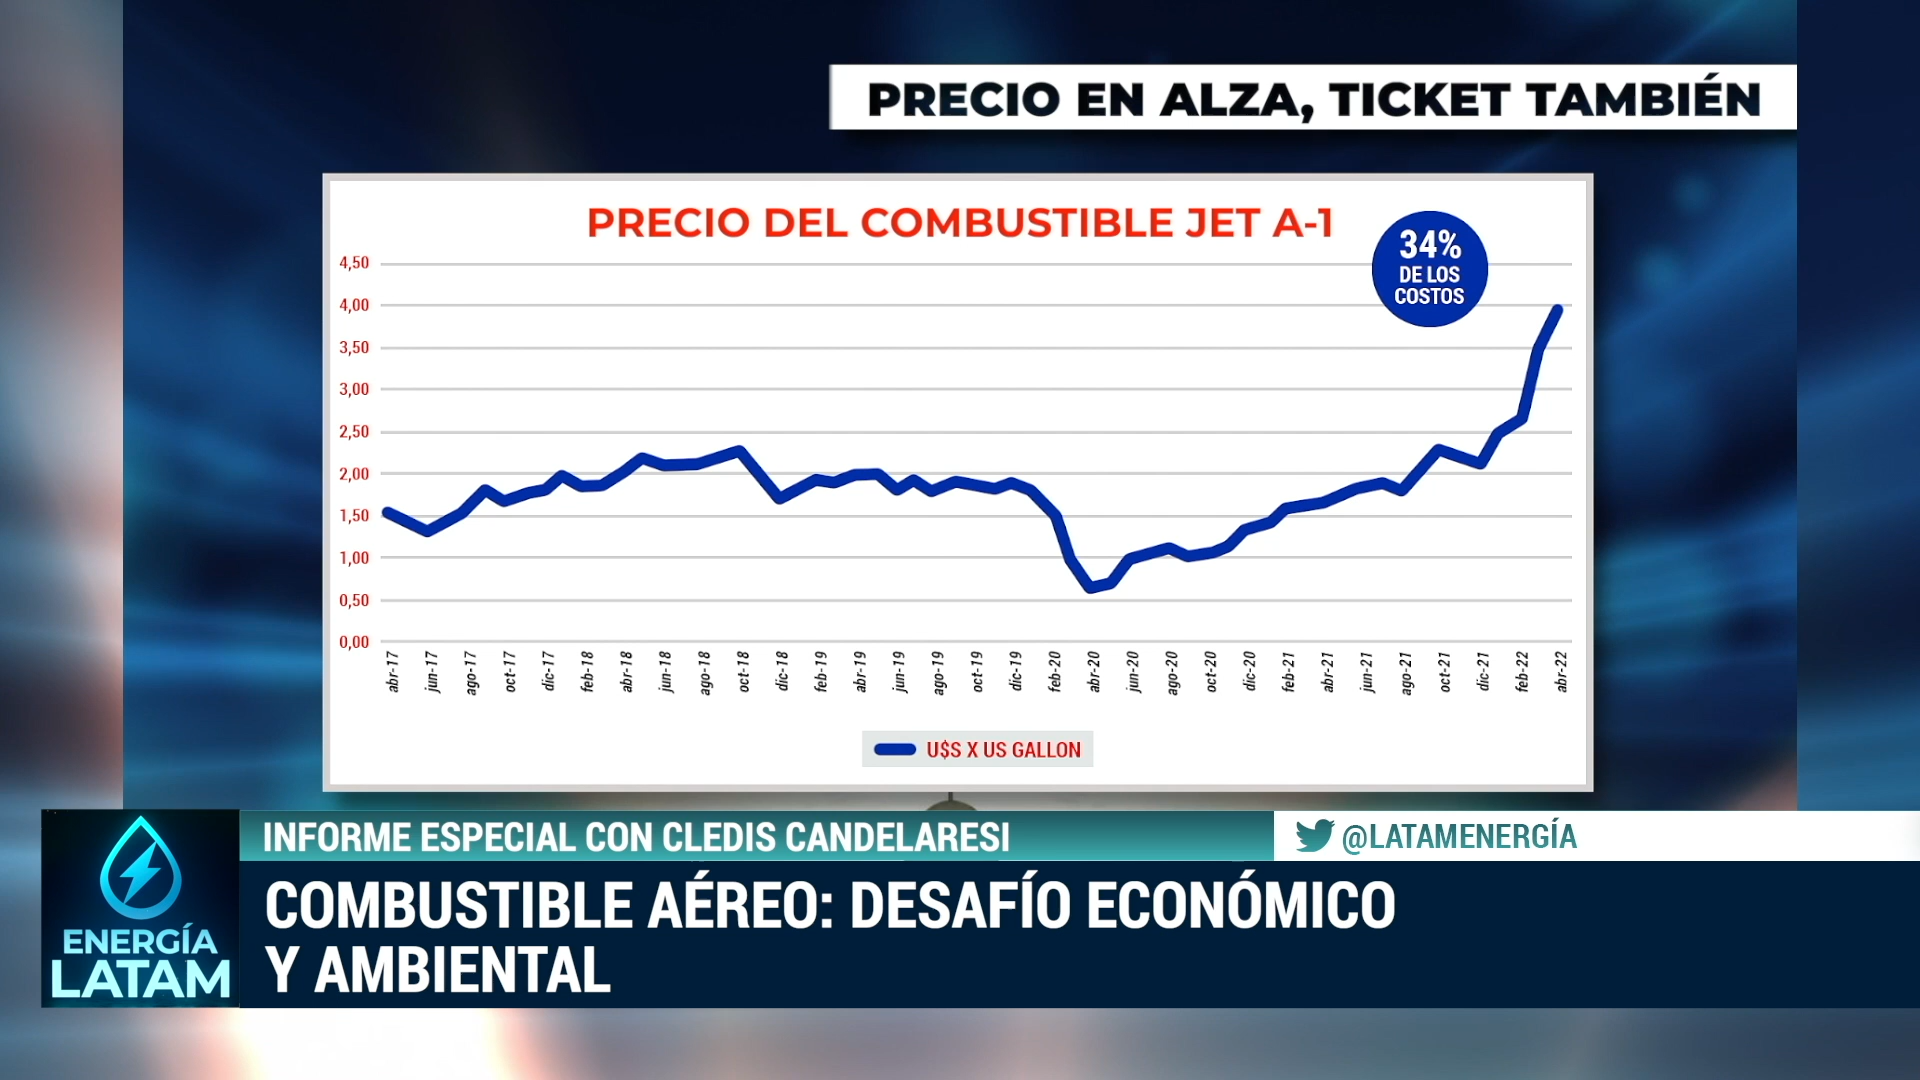 PRECIO EN ALZA, TICKET TAMBIÉN
PRECIO DEL COMBUSTIBLE JET A-1
34%
DE LOS
COSTOS
4,50
4,00
3,50
3,00
2,50
2,00
1,50
1,00
0,50
0,00
abr-17
jun-17
ago-17
oct-17
dic-17
feb-18
abr-18
jun-18
ago-18
oct-18
dic-18
feb-19
abr-19
jun-19
ago-19
oct-19
dic-19
feb-20
abr-20
jun-20
ago-20
oct-20
dic-20
feb-21
abr-21
jun-21
ago-21
oct-21
dic-21
feb-22
abr-22
U$S X US GALLON
INFORME ESPECIAL CON CLEDIS CANDELARESI
@LATAMENERGÍA
COMBUSTIBLE AÉREO: DESAFÍO ECONÓMICO
Y AMBIENTAL
ENERGÍA
LATAM